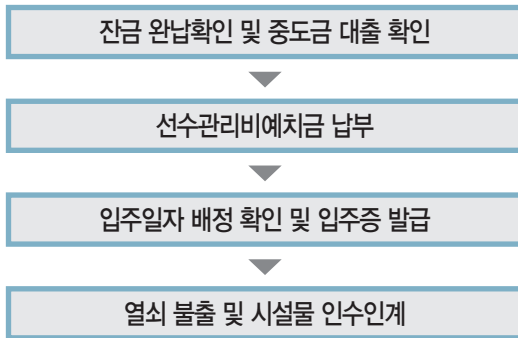 잔금 완납확인 및 중도금 대출 확인
선수관리비예치금 납부
입주일자 배정 확인 및 입주증 발급
열쇠 불출 및 시설물 인수인계